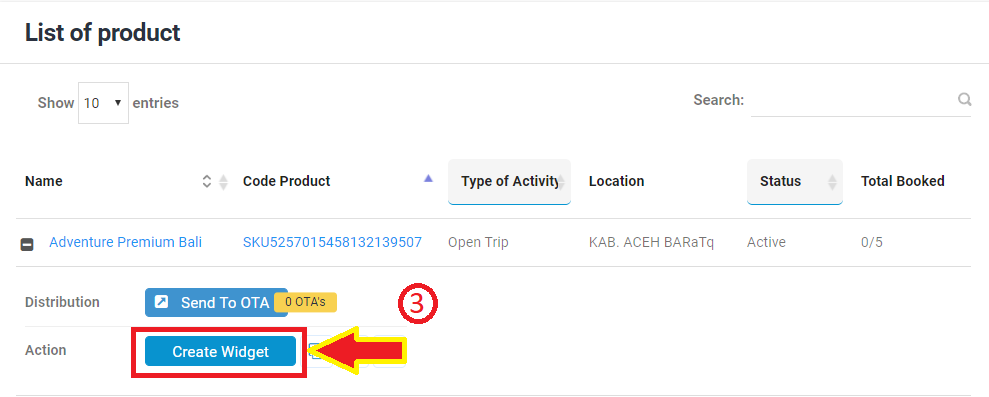 List of product
Show 10 entries
Search:
Name Code Product Type of Activity Location Status Total Booked
Adventure Premium Bali SKU5257015458132139507 Open Trip KAB. ACEH BARaTq Active 0/5
Distribution Send To OTA 0 OTA's
3
Action Create Widget